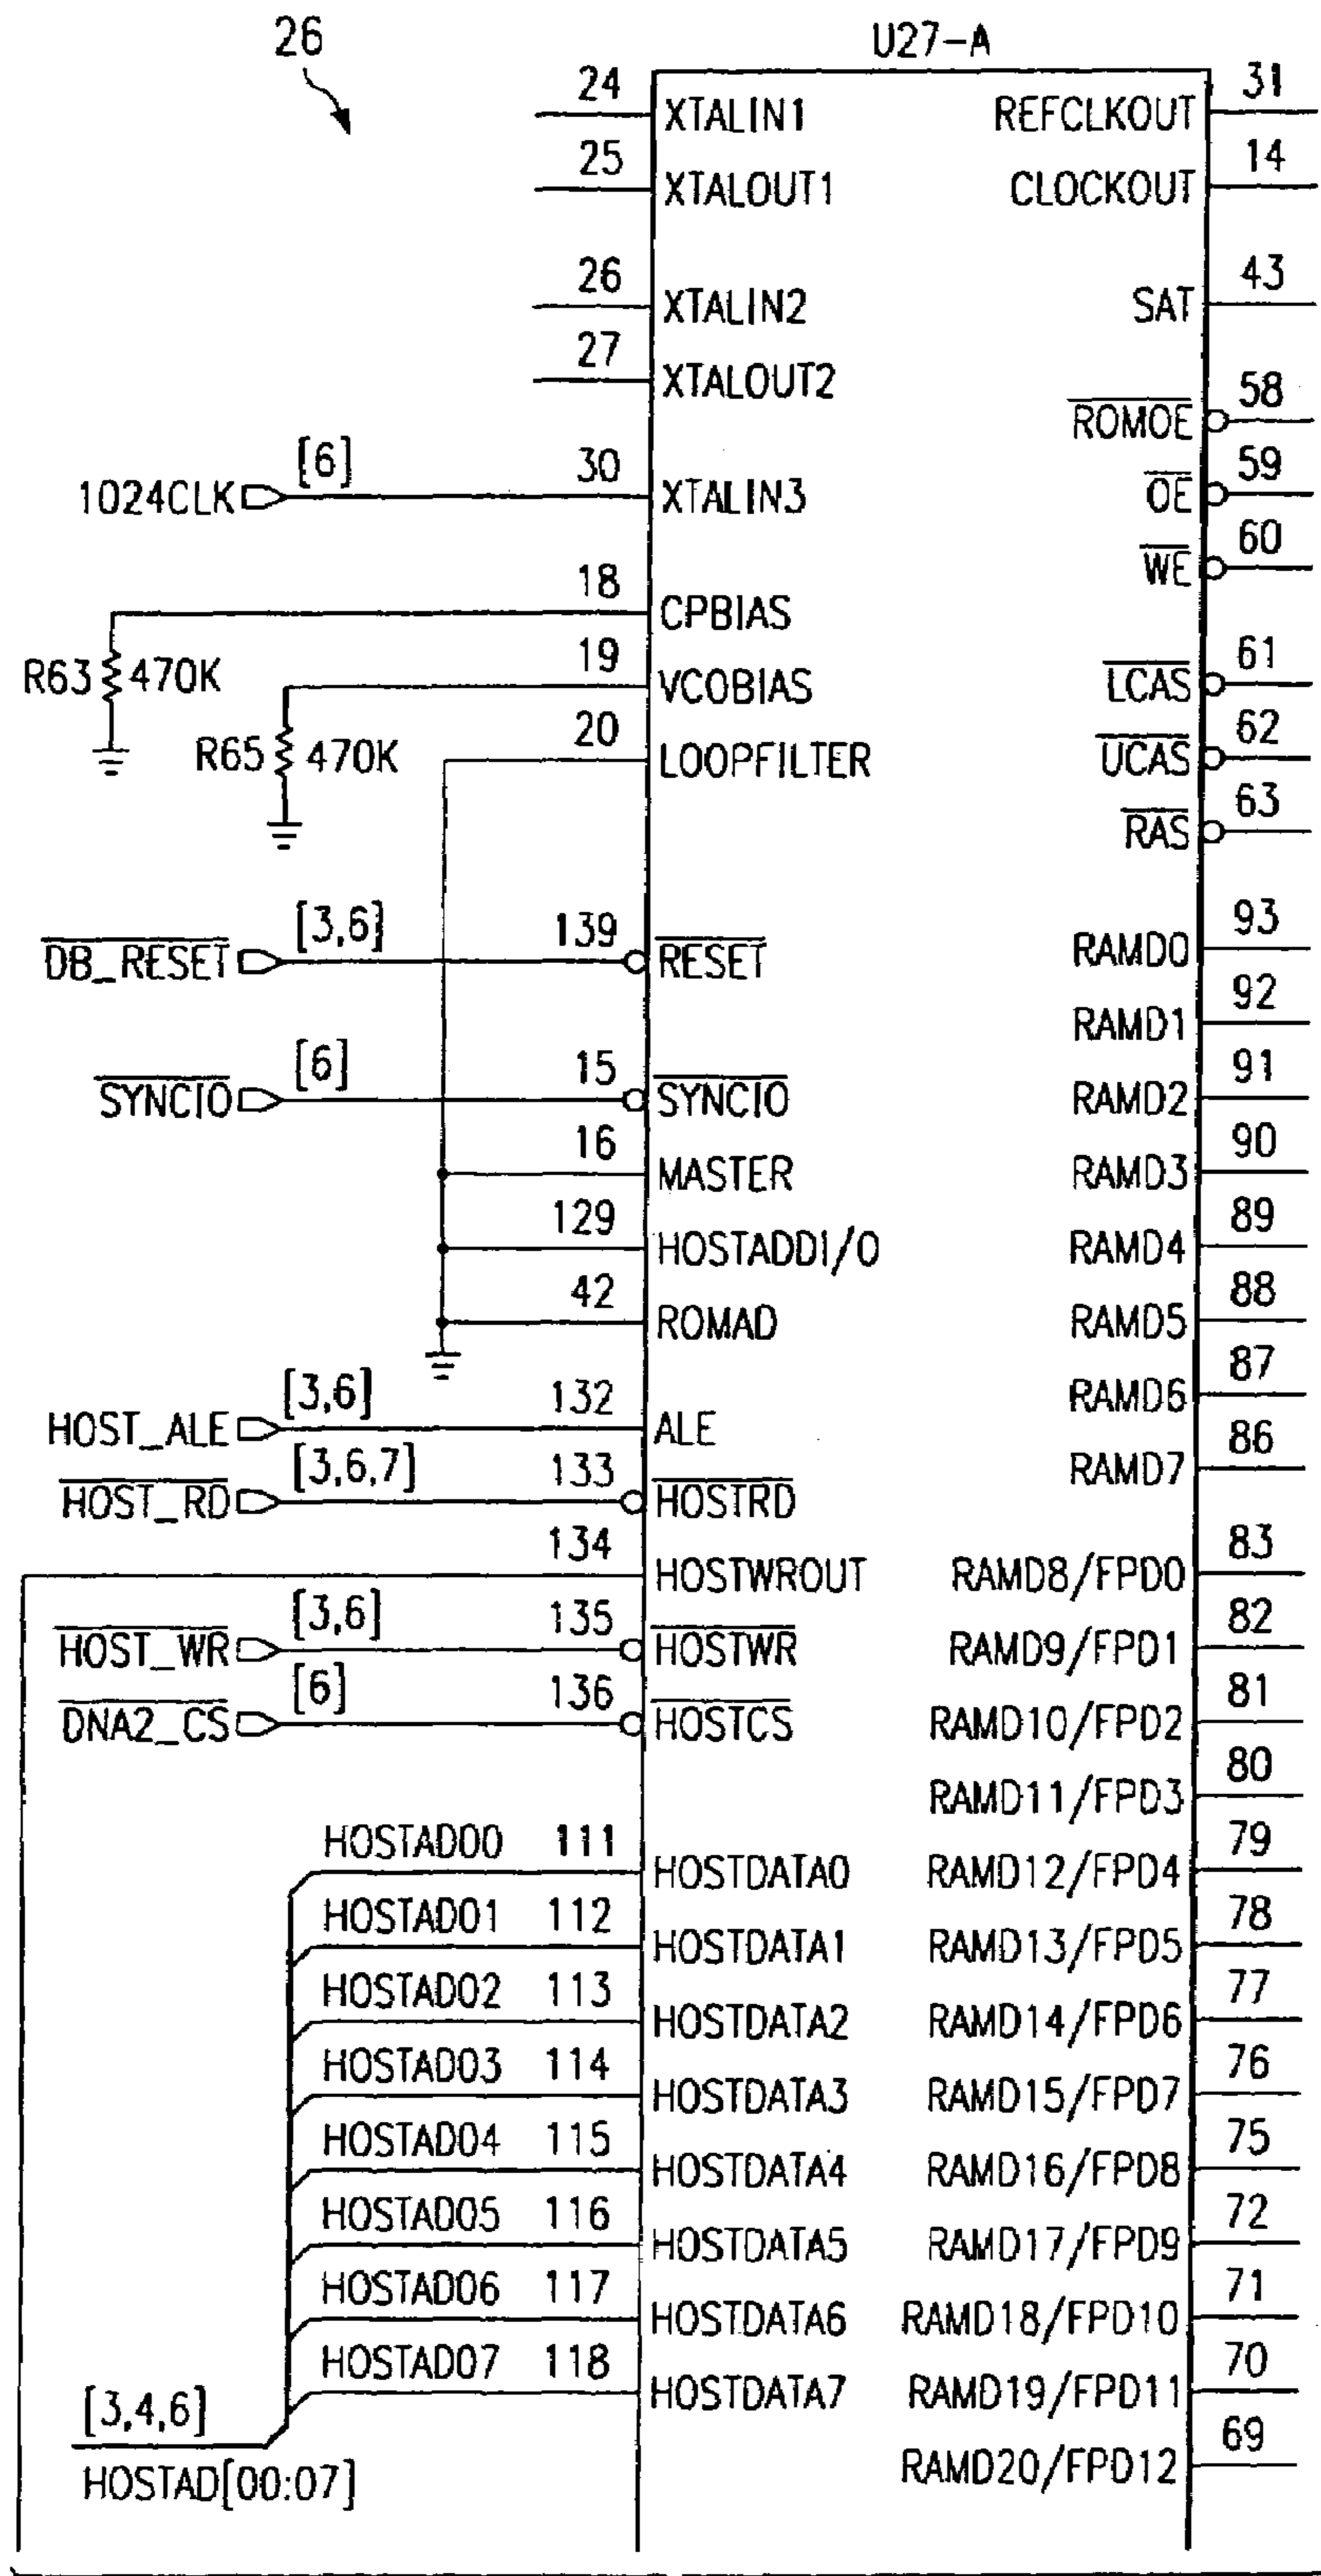 26
U27-A
24 XTALIN1 REFCLKOUT 31
25 XTALOUT1 CLOCKOUT 14
26 XTALIN2 SAT 43
27 XTALOUT2
ROMOE 58
1024CLK [6] 30 XTALIN3 OE 59
WE 60
18 CPBIAS
R63 470K 19 VCOBIAS LCAS 61
R65 470K 20 LOOPFILTER UCAS 62
RAS 63
DB_RESET [3,6] 139 RESET RAMD0 93
RAMD1 92
SYNCIO [6] 15 SYNCIO RAMD2 91
16 MASTER RAMD3 90
129 HOSTADDI/O RAMD4 89
42 ROMAD RAMD5 88
RAMD6 87
HOST_ALE [3,6] 132 ALE
RAMD7 86
HOST_RD [3,6,7] 133 HOSTRD
134 HOSTWROUT RAMD8/FPD0 83
HOST_WR [3,6] 135 HOSTWR RAMD9/FPD1 82
DNA2_CS [6] 136 HOSTCS RAMD10/FPD2 81
RAMD11/FPD3 80
HOSTAD00 111 HOSTDATA0 RAMD12/FPD4 79
HOSTAD01 112 HOSTDATA1 RAMD13/FPD5 78
HOSTAD02 113 HOSTDATA2 RAMD14/FPD6 77
HOSTAD03 114 HOSTDATA3 RAMD15/FPD7 76
HOSTAD04 115 HOSTDATA4 RAMD16/FPD8 75
HOSTAD05 116 HOSTDATA5 RAMD17/FPD9 72
HOSTAD06 117 HOSTDATA6 RAMD18/FPD10 71
HOSTAD07 118 HOSTDATA7 RAMD19/FPD11 70
[3,4,6]
HOSTAD[00:07] RAMD20/FPD12 69